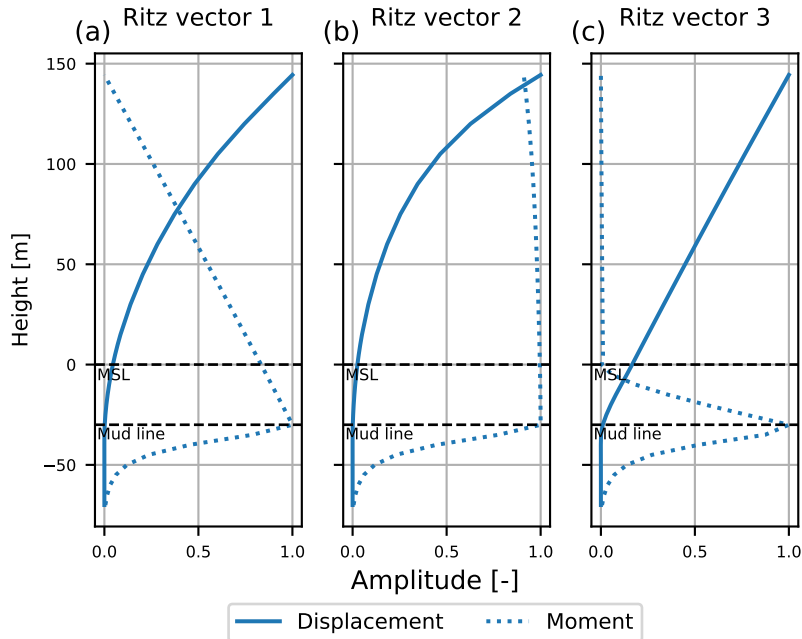 Ritz vector 1
Ritz vector 2
Ritz vector 3
(a)
(b)
(c)
150
100
50
0
−50
Height [m]
MSL
MSL
MSL
Mud line
Mud line
Mud line
0.0 0.5 1.0
0.0 0.5 1.0
0.0 0.5 1.0
Amplitude [-]
Displacement
Moment